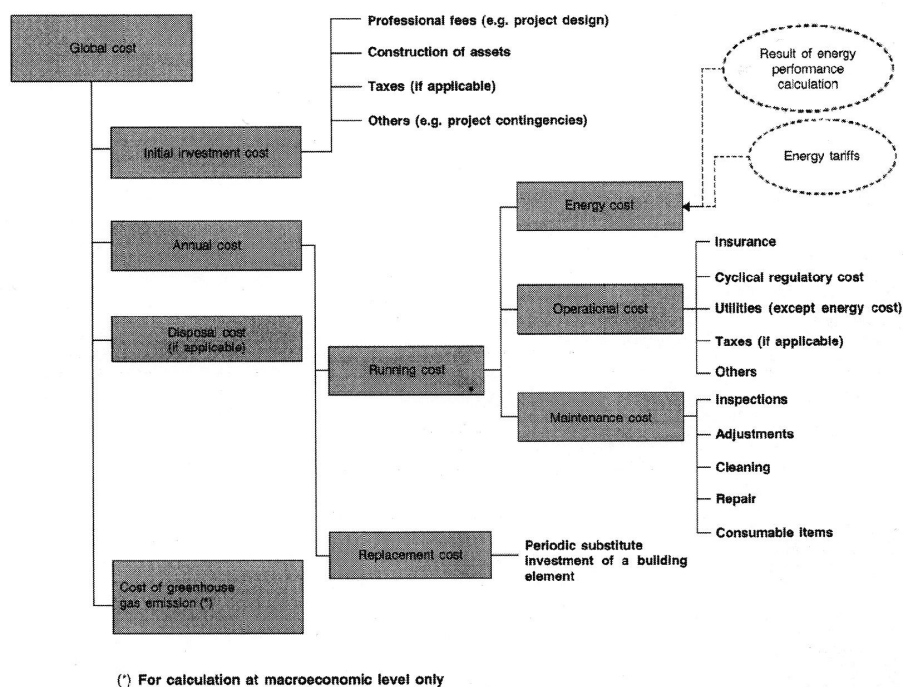 Global cost
Professional fees (e.g. project design)
Construction of assets
Taxes (if applicable)
Others (e.g. project contingencies)
Result of energy
performance
calculation
Energy tariffs
Initial investment cost
Annual cost
Disposal cost
(if applicable)
Running cost
Energy cost
Operational cost
Insurance
Cyclical regulatory cost
Utilities (except energy cost)
Taxes (if applicable)
Others
Maintenance cost
Inspections
Adjustments
Cleaning
Repair
Consumable items
Replacement cost
Periodic substitute
investment of a building
element
Cost of greenhouse
gas emission (*)
(*) For calculation at macroeconomic level only